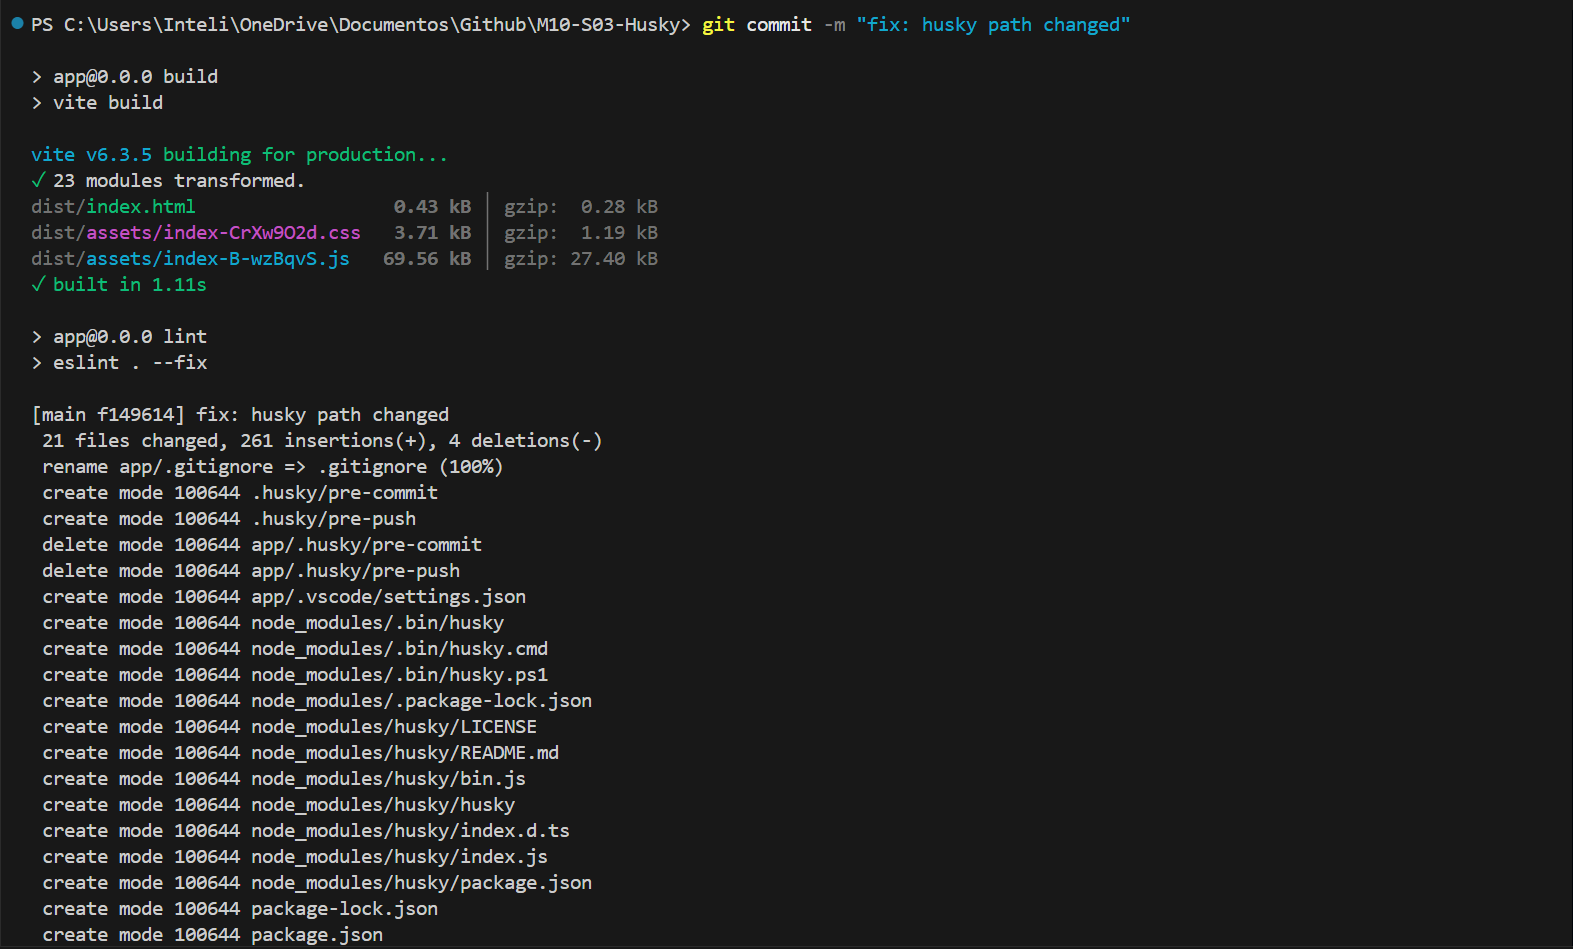 PS C:\Users\Inteli\OneDrive\Documentos\Github\M10-S03-Husky> git commit -m "fix: husky path changed"
> app@0.0.0 build
> vite build
vite v6.3.5 building for production...
✓ 23 modules transformed.
dist/index.html                  0.43 kB │ gzip:  0.28 kB
dist/assets/index-CrXw9O2d.css   3.71 kB │ gzip:  1.19 kB
dist/assets/index-B-wzBqvS.js   69.56 kB │ gzip: 27.40 kB
✓ built in 1.11s
> app@0.0.0 lint
> eslint . --fix
[main f149614] fix: husky path changed
 21 files changed, 261 insertions(+), 4 deletions(-)
 rename app/.gitignore => .gitignore (100%)
 create mode 100644 .husky/pre-commit
 create mode 100644 .husky/pre-push
 delete mode 100644 app/.husky/pre-commit
 delete mode 100644 app/.husky/pre-push
 create mode 100644 app/.vscode/settings.json
 create mode 100644 node_modules/.bin/husky
 create mode 100644 node_modules/.bin/husky.cmd
 create mode 100644 node_modules/.bin/husky.ps1
 create mode 100644 node_modules/.package-lock.json
 create mode 100644 node_modules/husky/LICENSE
 create mode 100644 node_modules/husky/README.md
 create mode 100644 node_modules/husky/bin.js
 create mode 100644 node_modules/husky/husky
 create mode 100644 node_modules/husky/index.d.ts
 create mode 100644 node_modules/husky/index.js
 create mode 100644 node_modules/husky/package.json
 create mode 100644 package-lock.json
 create mode 100644 package.json